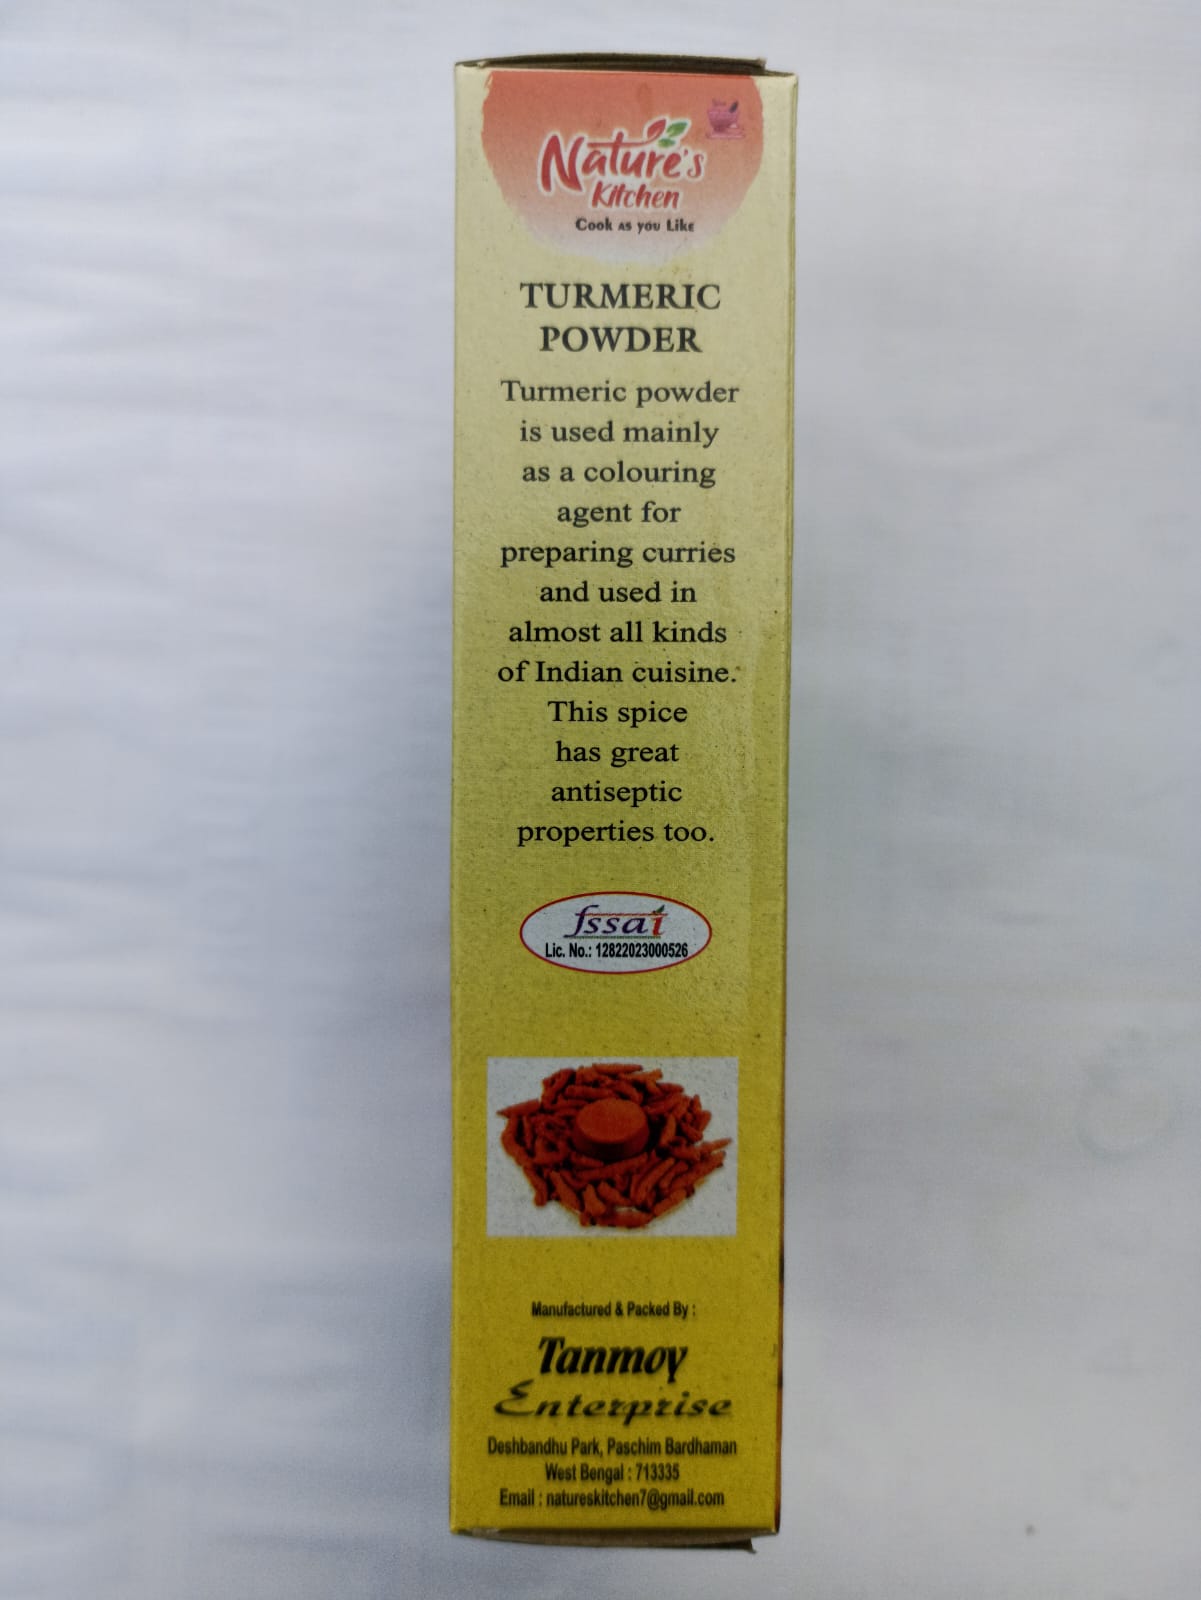 Nature's
Kitchen
Cook as you Like
TURMERIC
POWDER
Turmeric powder
is used mainly
as a colouring
agent for
preparing curries
and used in
almost all kinds
of Indian cuisine.
This spice
has great
antiseptic
properties too.
fssai
Lic. No.: 12822023000526
Manufactured & Packed By :
Tanmoy
Enterprise
Deshbandhu Park, Paschim Bardhaman
West Bengal : 713335
Email : natureskitchen7@gmail.com